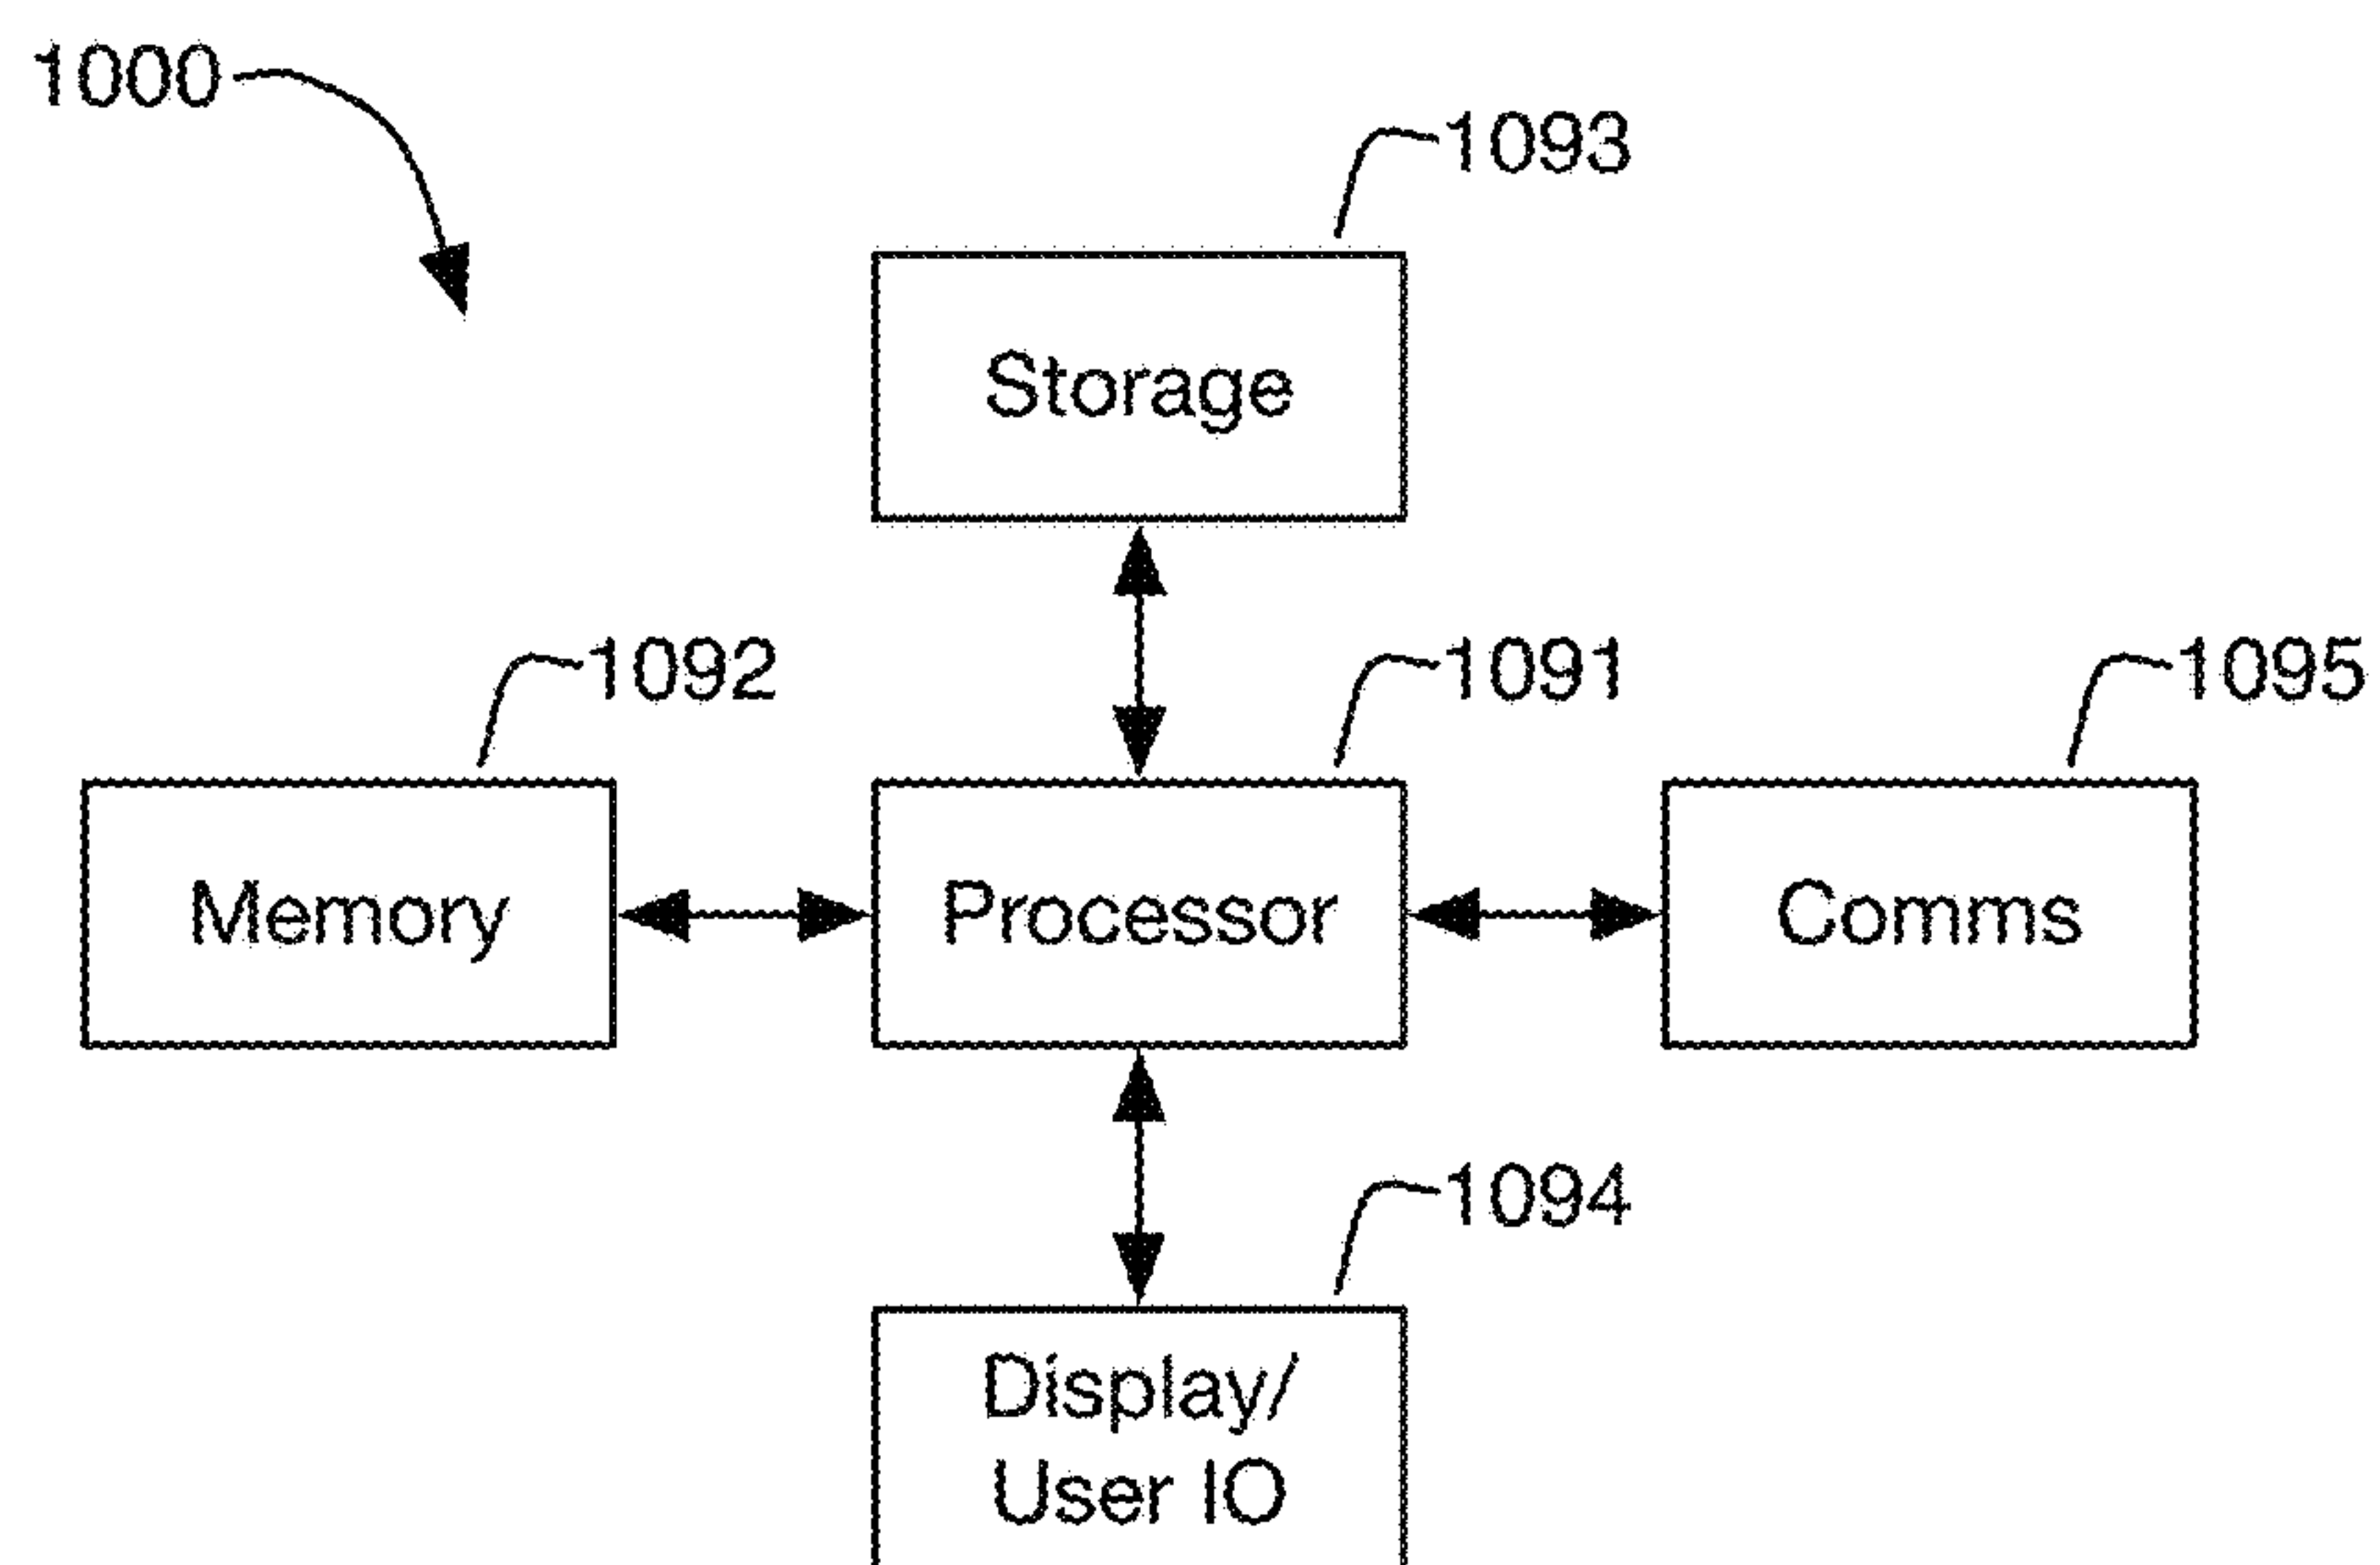 1000
1093
Storage
1092
1091
1095
Memory
Processor
Comms
1094
Display/
User IO